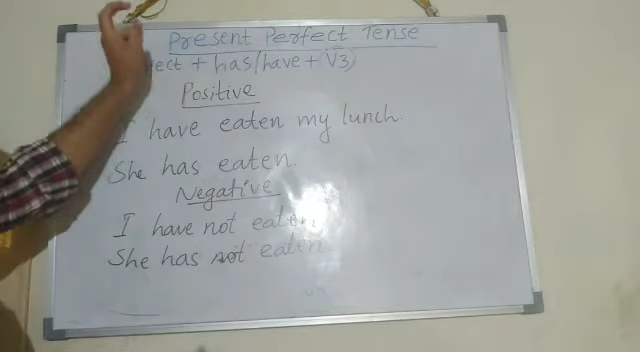 Present Perfect Tense
ect + has/have + V3
Positive
I have eaten my lunch.
She has eaten.
Negative
I have not eaten
She has not eaten